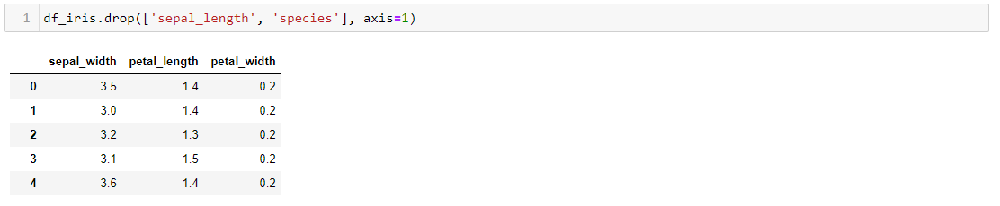 1 df_iris.drop(['sepal_length', 'species'], axis=1)
sepal_width petal_length petal_width
0 3.5 1.4 0.2
1 3.0 1.4 0.2
2 3.2 1.3 0.2
3 3.1 1.5 0.2
4 3.6 1.4 0.2